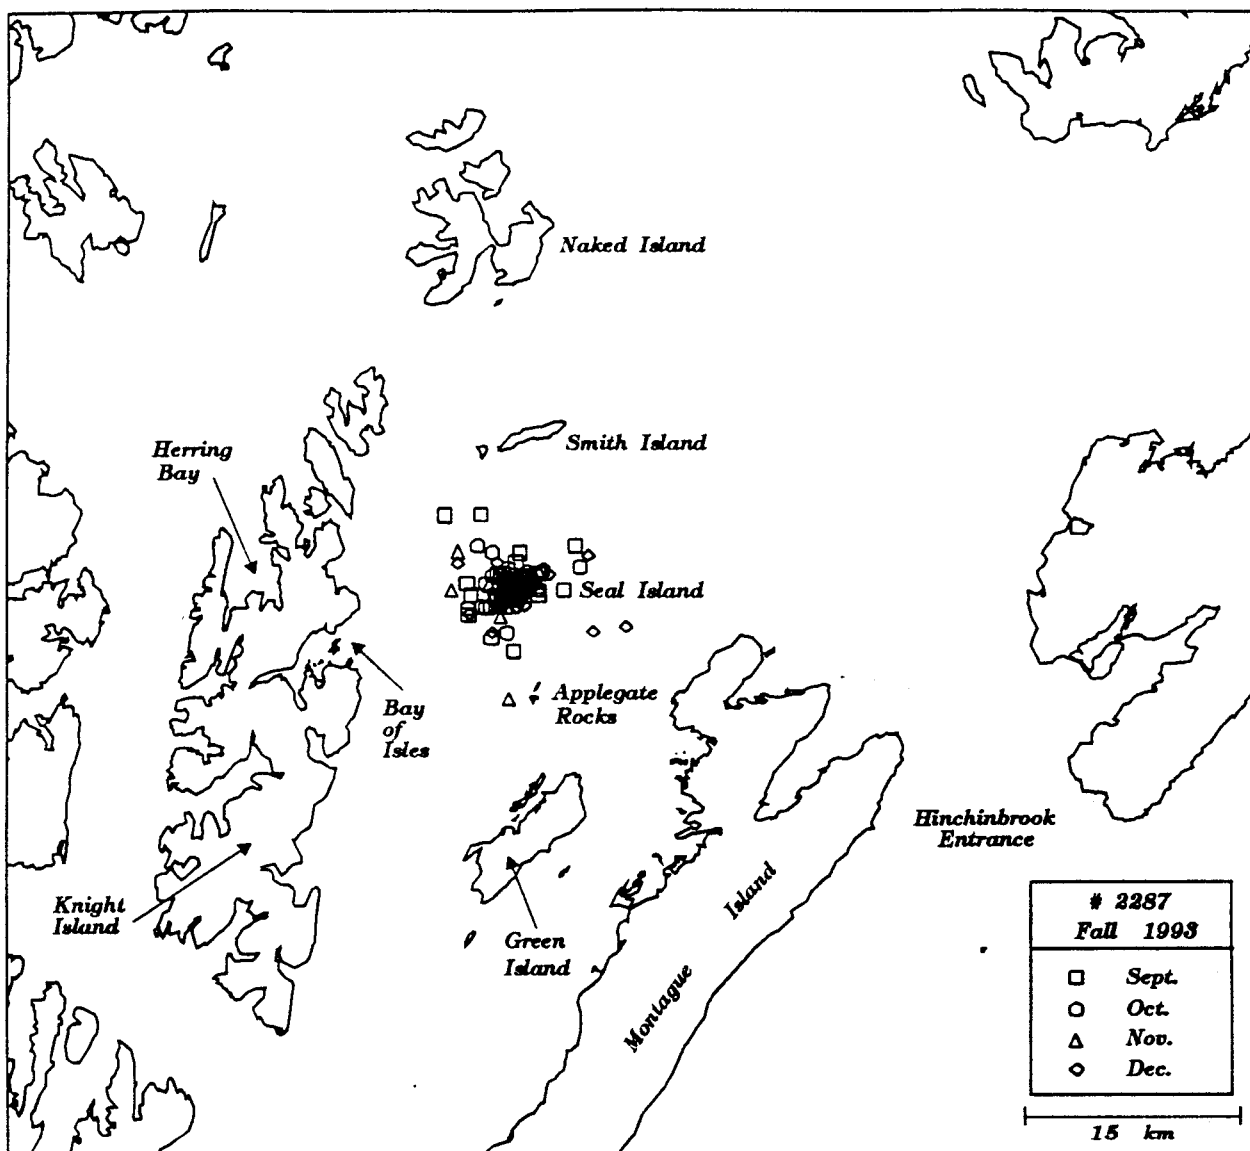 Naked Island
Smith Island
Herring
Bay
Seal Island
Applegate
Rocks
Bay
of
Isles
Hinchinbrook
Entrance
Knight
Island
Green
Island
Montague Island
# 2287
Fall 1993
Sept.
Oct.
Nov.
Dec.
15 km